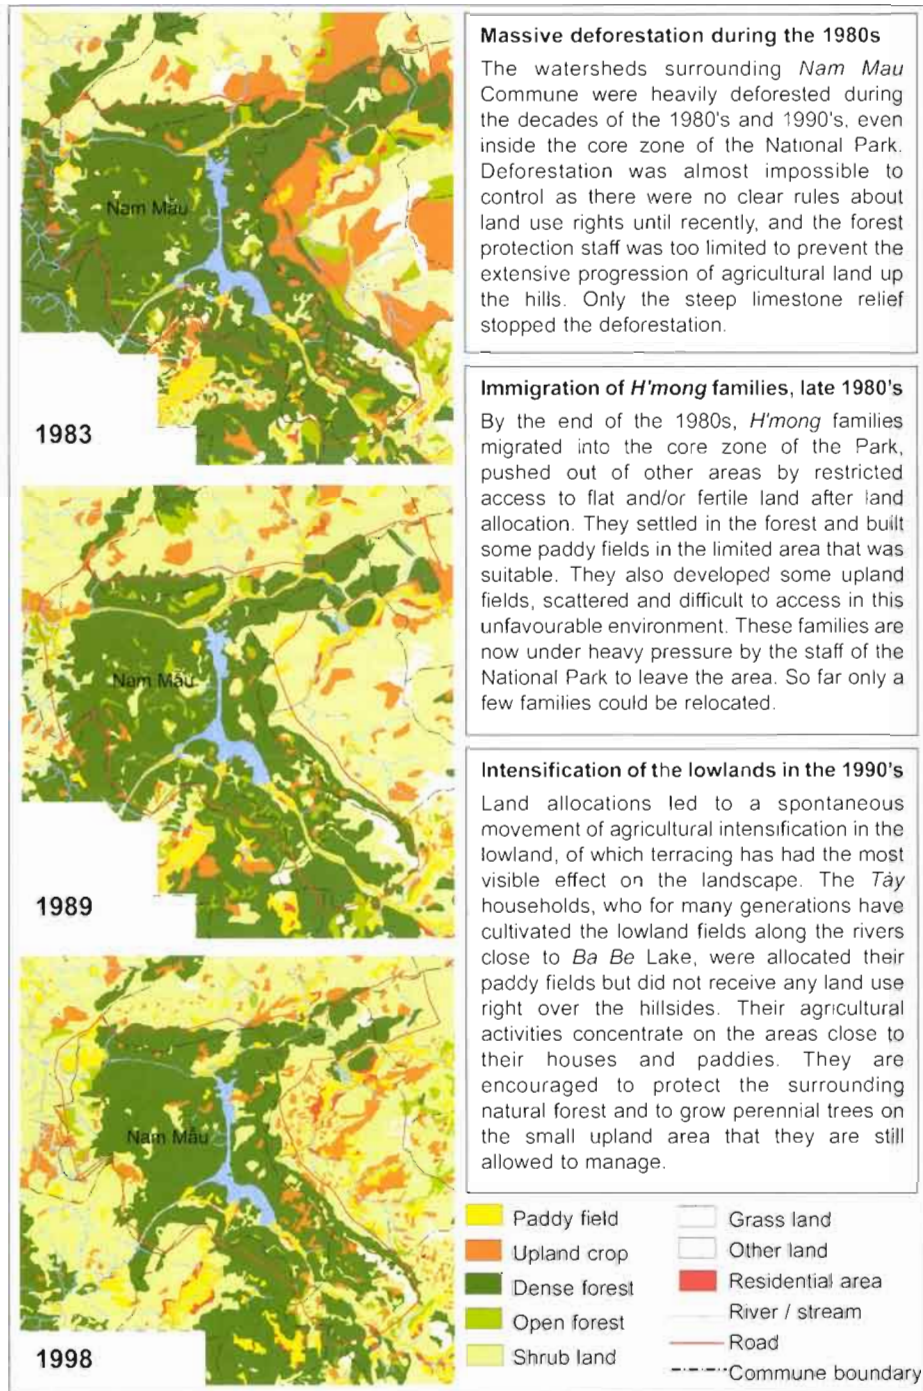 Massive deforestation during the 1980s
The watersheds surrounding Nam Mau
Commune were heavily deforested during
the decades of the 1980's and 1990's, even
inside the core zone of the National Park.
Deforestation was almost impossible to
control as there were no clear rules about
land use rights until recently, and the forest
protection staff was too limited to prevent the
extensive progression of agricultural land up
the hills. Only the steep limestone relief
stopped the deforestation.
Nam Mẫu
1983
Immigration of H'mong families, late 1980's
By the end of the 1980s, H'mong families
migrated into the core zone of the Park,
pushed out of other areas by restricted
access to flat and/or fertile land after land
allocation. They settled in the forest and built
some paddy fields in the limited area that was
suitable. They also developed some upland
fields, scattered and difficult to access in this
unfavourable environment. These families are
now under heavy pressure by the staff of the
National Park to leave the area. So far only a
few families could be relocated.
Nam Mẫu
1989
Intensification of the lowlands in the 1990's
Land allocations led to a spontaneous
movement of agricultural intensification in the
lowland, of which terracing has had the most
visible effect on the landscape. The Tày
households, who for many generations have
cultivated the lowland fields along the rivers
close to Ba Be Lake, were allocated their
paddy fields but did not receive any land use
right over the hillsides. Their agricultural
activities concentrate on the areas close to
their houses and paddies. They are
encouraged to protect the surrounding
natural forest and to grow perennial trees on
the small upland area that they are still
allowed to manage.
Nam Mẫu
1998
Paddy field
Upland crop
Dense forest
Open forest
Shrub land
Grass land
Other land
Residential area
River / stream
Road
Commune boundary